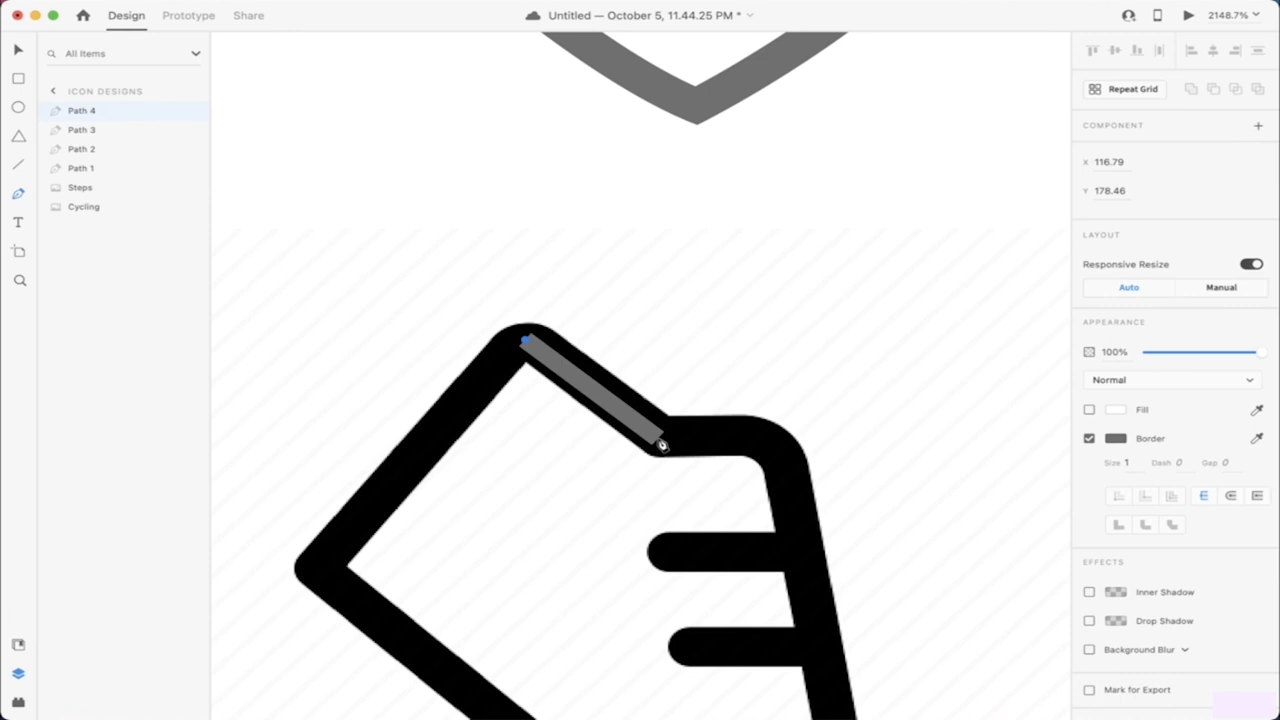 Design Prototype Share
Untitled — October 5, 11.44.25 PM *
2148.7%
All Items
ICON DESIGNS
Path 4
Path 3
Path 2
Path 1
Steps
Cycling
T
Repeat Grid
COMPONENT
X 116.79
Y 178.46
LAYOUT
Responsive Resize
Auto Manual
APPEARANCE
100%
Normal
Fill
Border
Size 1 Dash 0 Gap 0
EFFECTS
Inner Shadow
Drop Shadow
Background Blur
Mark for Export